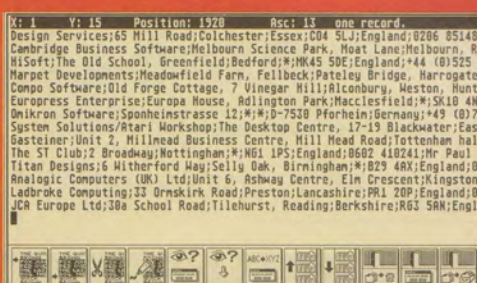 X: 1 Y: 15 Position: 1920 Asc: 13 one record.
Design Services;65 Mill Road;Colchester;Essex;CO4 5LJ;England;0206 85148
Cambridge Business Software;Melbourn Science Park, Moat Lane;Melbourn, R
HiSoft;The Old School, Greenfield;Bedford;*;MK45 5DE;England;+44 (0)525
Marpet Developments;Meadowfield Farm, Fellbeck;Pateley Bridge, Harrogate
Compo Software;Old Forge Cottage, 7 Vinegar Hill;Alconbury, Weston, Hunt
Europress Enterprise;Europa House, Adlington Park;Macclesfield;*;SK10 4N
Omikron Software;Sponheimstrasse 12;*;*;D-7530 Pforheim;Germany;+49 (0)7
System Solutions/Atari Workshop;The Desktop Centre, 17-19 Blackwater;Eas
Gasteiner;Unit 2, Millmead Business Centre, Mill Mead Road;Tottenham hal
The ST Club;2 Broadway;Nottingham;*;NG1 1PS;England;0602 410241;Mr Paul
Titan Designs;6 Witherford Way;Selly Oak, Birmingham;*;B29 4AX;England;0
Analogic Computers (UK) Ltd;Unit 6, Ashway Centre, Elm Crescent;Kingston
Ladbroke Computing;33 Ormskirk Road;Preston;Lancashire;PR1 2QP;England;0
JCA Europe Ltd;30a School Road;Tilehurst, Reading;Berkshire;RG3 5AN;Engl
ABC XYZ